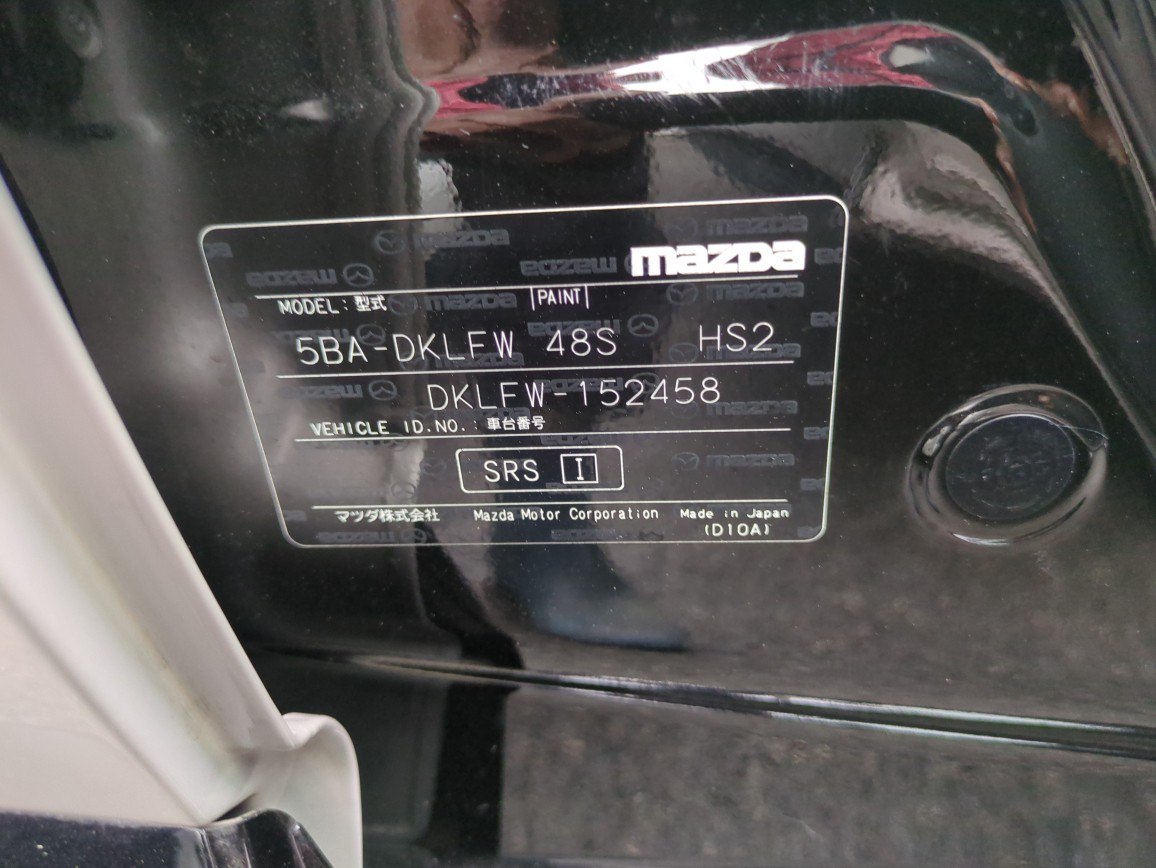 mazda
MODEL : 型式 PAINT
5BA-DKLFW 48S HS2
DKLFW-152458
VEHICLE ID.NO. : 車台番号
SRS I
マツダ株式会社 Mazda Motor Corporation Made in Japan
(D10A)